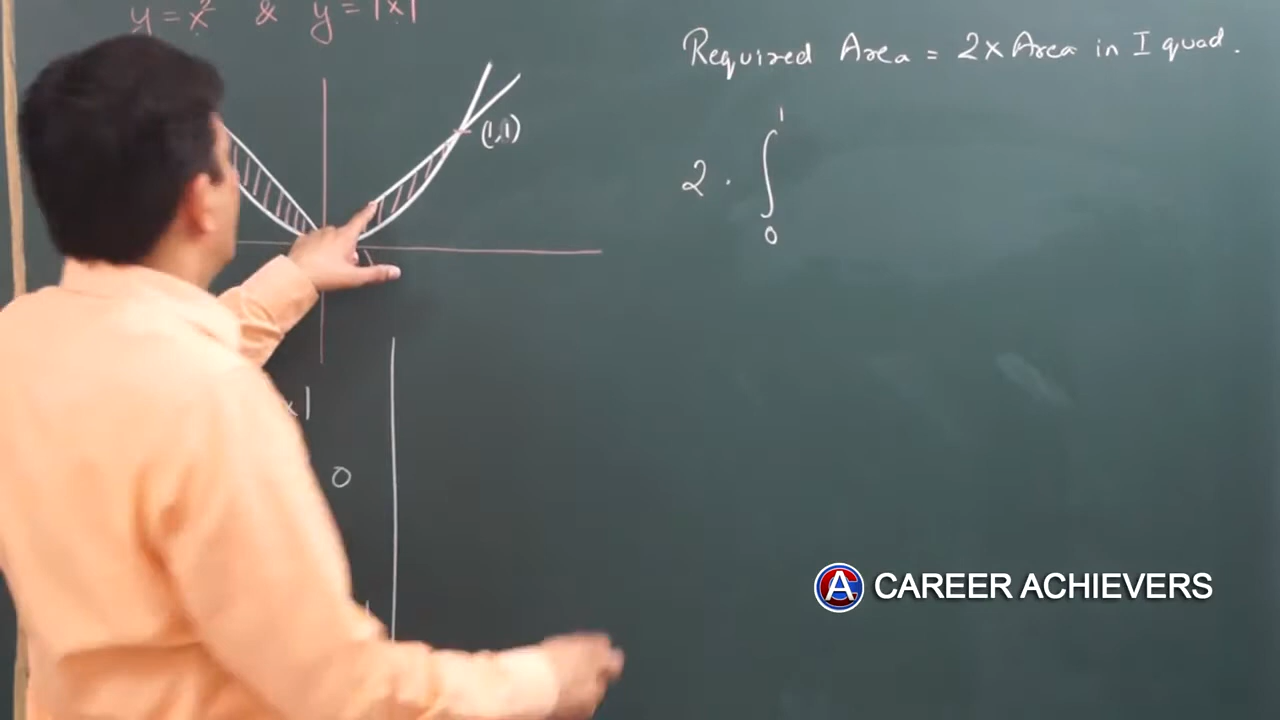 y = x² & y = |x|
Required Area = 2 x Area in I quad.
(1,1)
2 · ∫₀¹
x|
0
CAREER ACHIEVERS